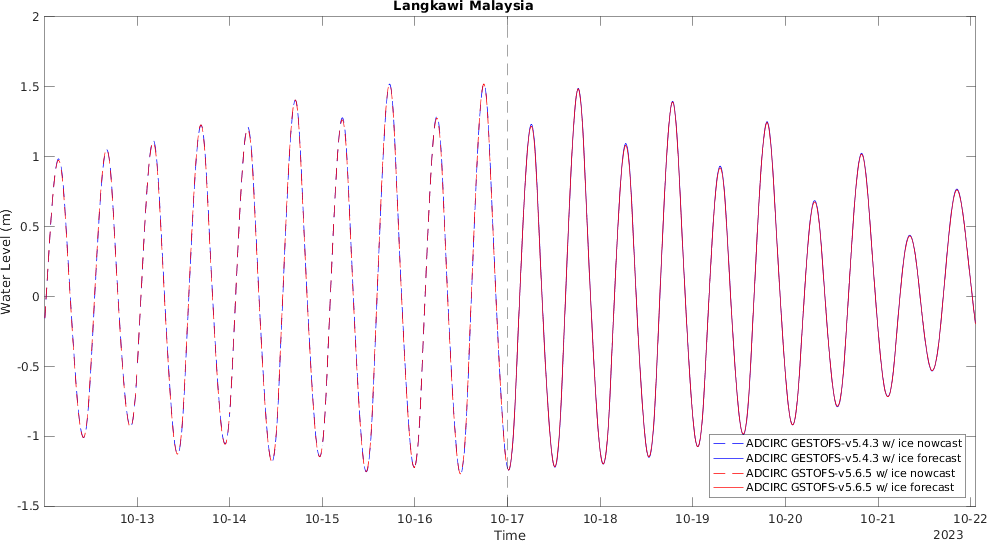 Langkawi Malaysia
2
1.5
1
0.5
0
-0.5
-1
-1.5
Water Level (m)
ADCIRC GESTOFS-v5.4.3 w/ ice nowcast
ADCIRC GESTOFS-v5.4.3 w/ ice forecast
ADCIRC GSTOFS-v5.6.5 w/ ice nowcast
ADCIRC GSTOFS-v5.6.5 w/ ice forecast
10-13 10-14 10-15 10-16 10-17 10-18 10-19 10-20 10-21 10-22
Time
2023